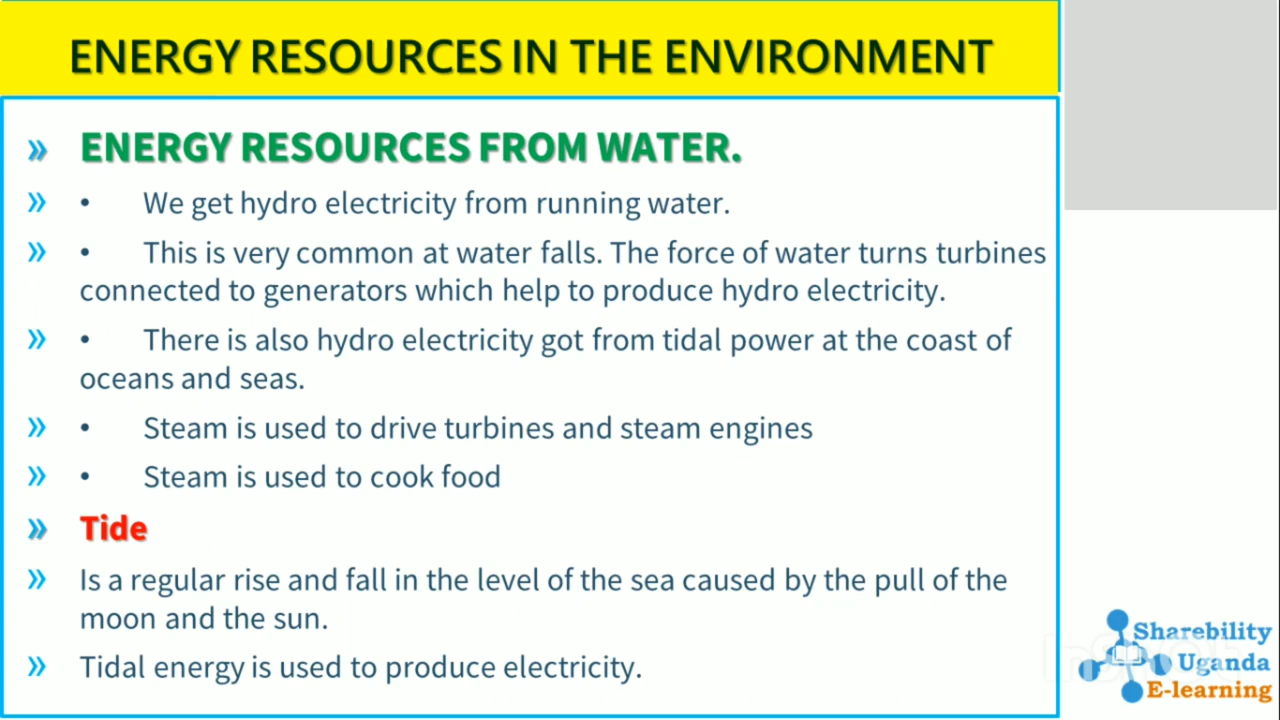 ENERGY RESOURCES IN THE ENVIRONMENT
» ENERGY RESOURCES FROM WATER.
» • We get hydro electricity from running water.
» • This is very common at water falls. The force of water turns turbines
connected to generators which help to produce hydro electricity.
» • There is also hydro electricity got from tidal power at the coast of
oceans and seas.
» • Steam is used to drive turbines and steam engines
» • Steam is used to cook food
» Tide
» Is a regular rise and fall in the level of the sea caused by the pull of the
moon and the sun.
» Tidal energy is used to produce electricity.
Sharebility
Uganda
E-learning